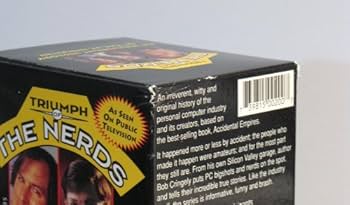 TRIUMPH
OF
THE NERDS
AS SEEN
ON PUBLIC
TELEVISION
An irreverent, witty and
original history of the
personal computer industry
and its creators, based on
the best-selling book, Accidental Empires.
It happened more or less by accident; the people who
made it happen were amateurs; and for the most part
they still are. From his own Silicon Valley garage, author
Bob Cringely puts PC bigshots and nerds on the spot,
and tells their incredible true stories. Like the industry
the series is informative, funny and brash.